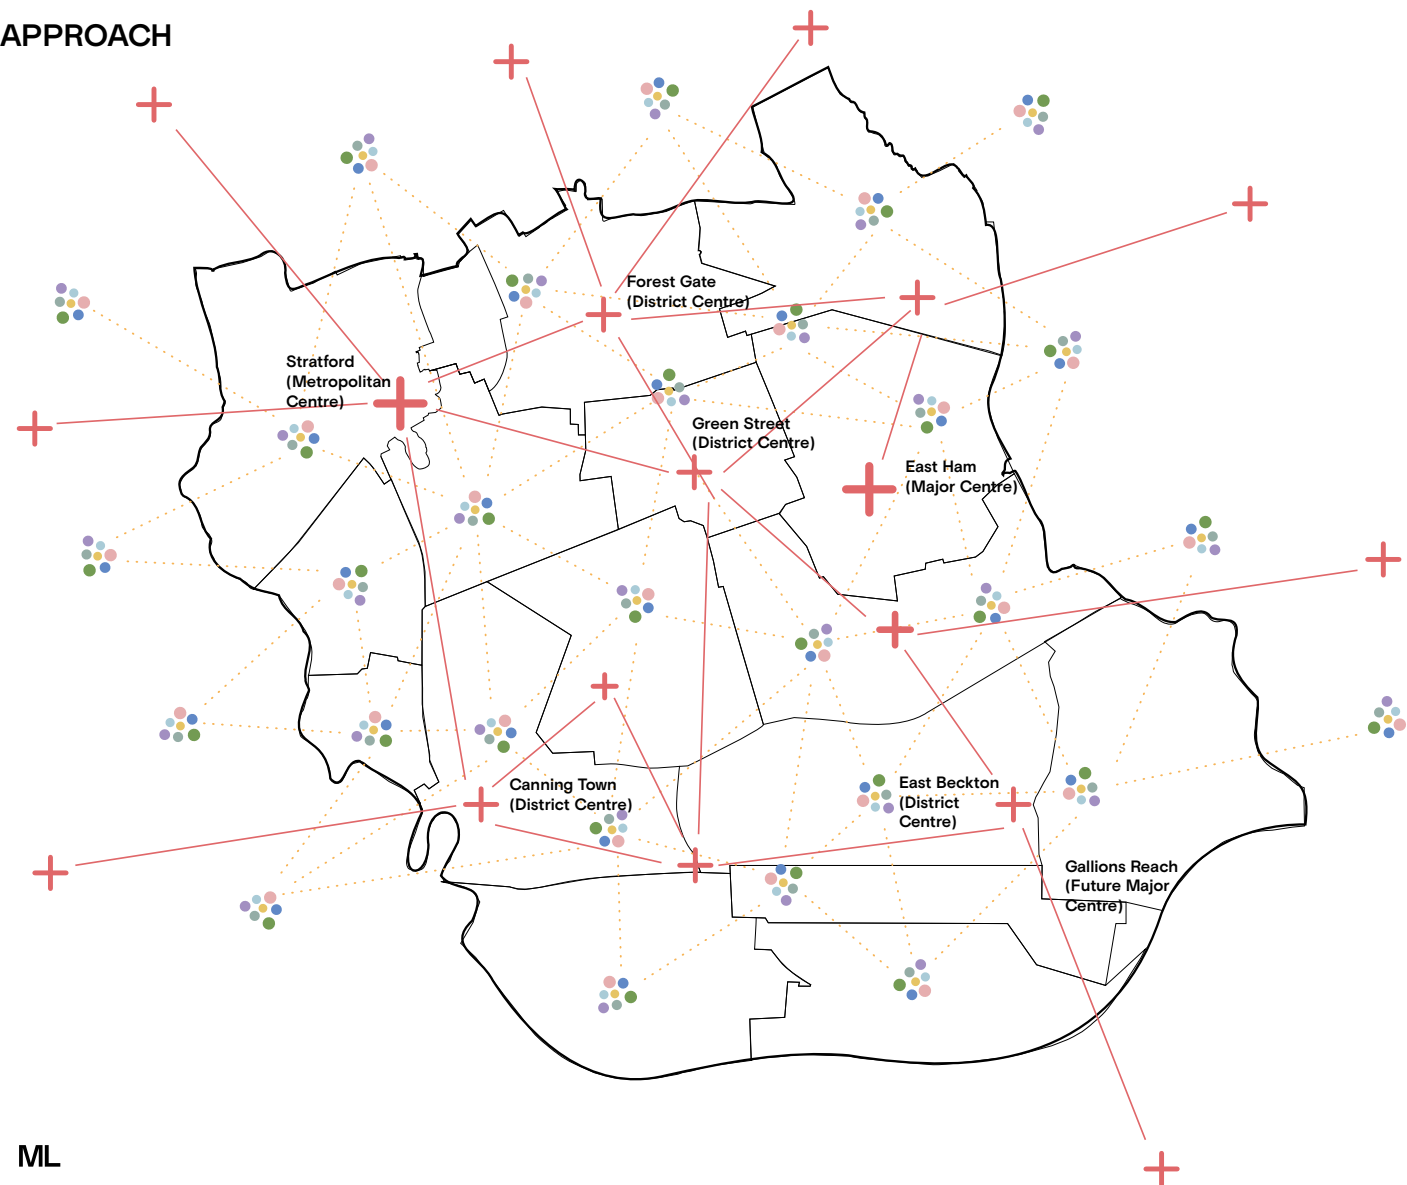 APPROACH
Forest Gate
(District Centre)
Stratford
(Metropolitan
Centre)
Green Street
(District Centre)
East Ham
(Major Centre)
Canning Town
(District Centre)
East Beckton
(District
Centre)
Gallions Reach
(Future Major
Centre)
ML